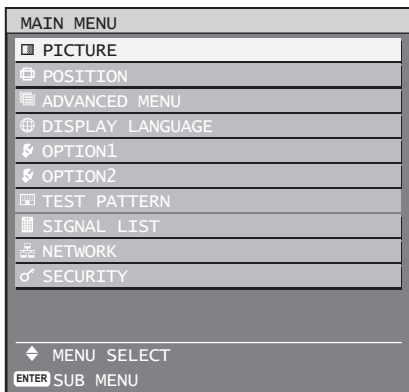 MAIN MENU
PICTURE
POSITION
ADVANCED MENU
DISPLAY LANGUAGE
OPTION1
OPTION2
TEST PATTERN
SIGNAL LIST
NETWORK
SECURITY
MENU SELECT
ENTER SUB MENU